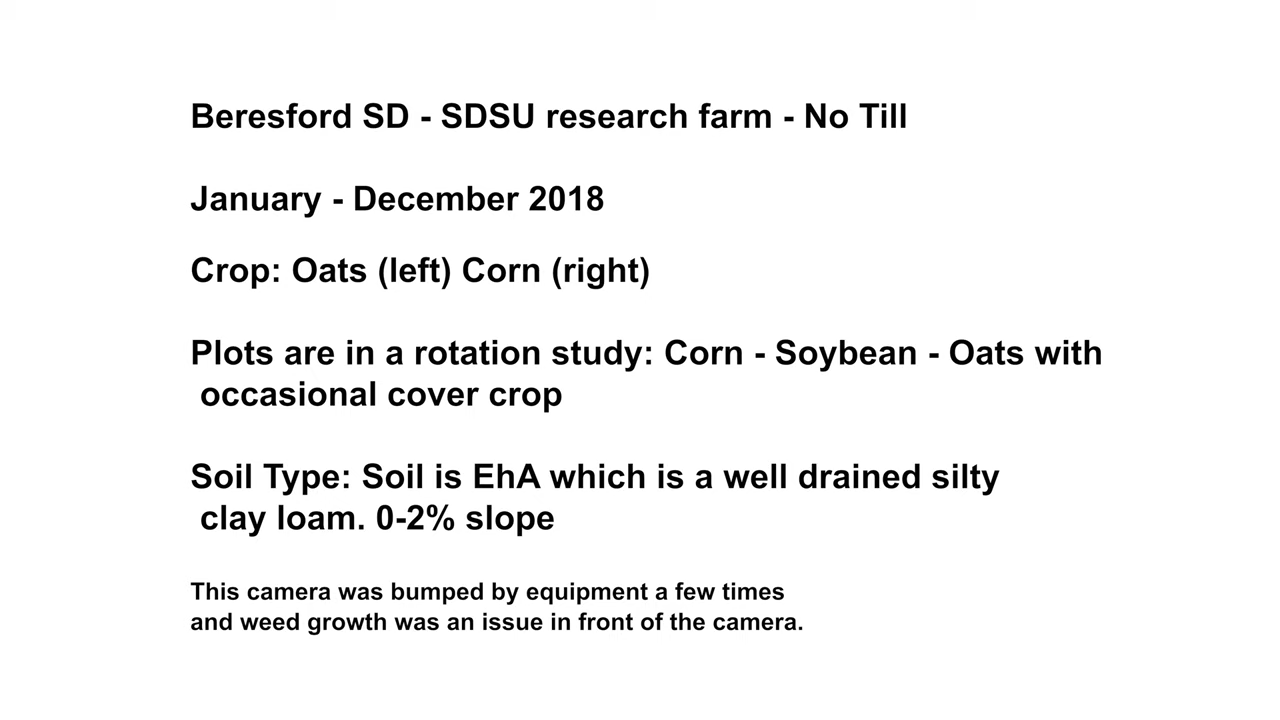 Beresford SD - SDSU research farm - No Till
January - December 2018
Crop: Oats (left) Corn (right)
Plots are in a rotation study: Corn - Soybean - Oats with
occasional cover crop
Soil Type: Soil is EhA which is a well drained silty
clay loam. 0-2% slope
This camera was bumped by equipment a few times
and weed growth was an issue in front of the camera.